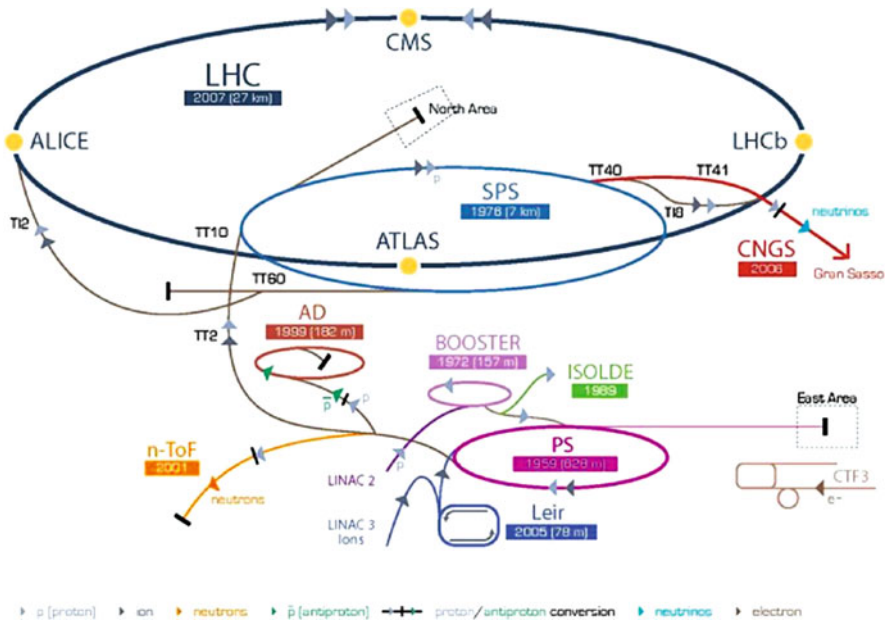 CMS
LHC
2007 (27 km)
North Area
ALICE
LHCb
TT40
TT41
SPS
1976 (7 km)
TI2
TT10
TI8
neutrinos
ATLAS
CNGS
2006
Gran Sasso
TT60
AD
1999 (182 m)
TT2
BOOSTER
1972 (157 m)
ISOLDE
1989
East Area
p
p̄
p
n-ToF
2001
PS
1959 (628 m)
LINAC 2
p
neutrons
CTF3
e-
LINAC 3
Ions
Leir
2005 (78 m)
p (proton)
ion
neutrons
p̄ (antiproton)
proton/antiproton conversion
neutrinos
electron